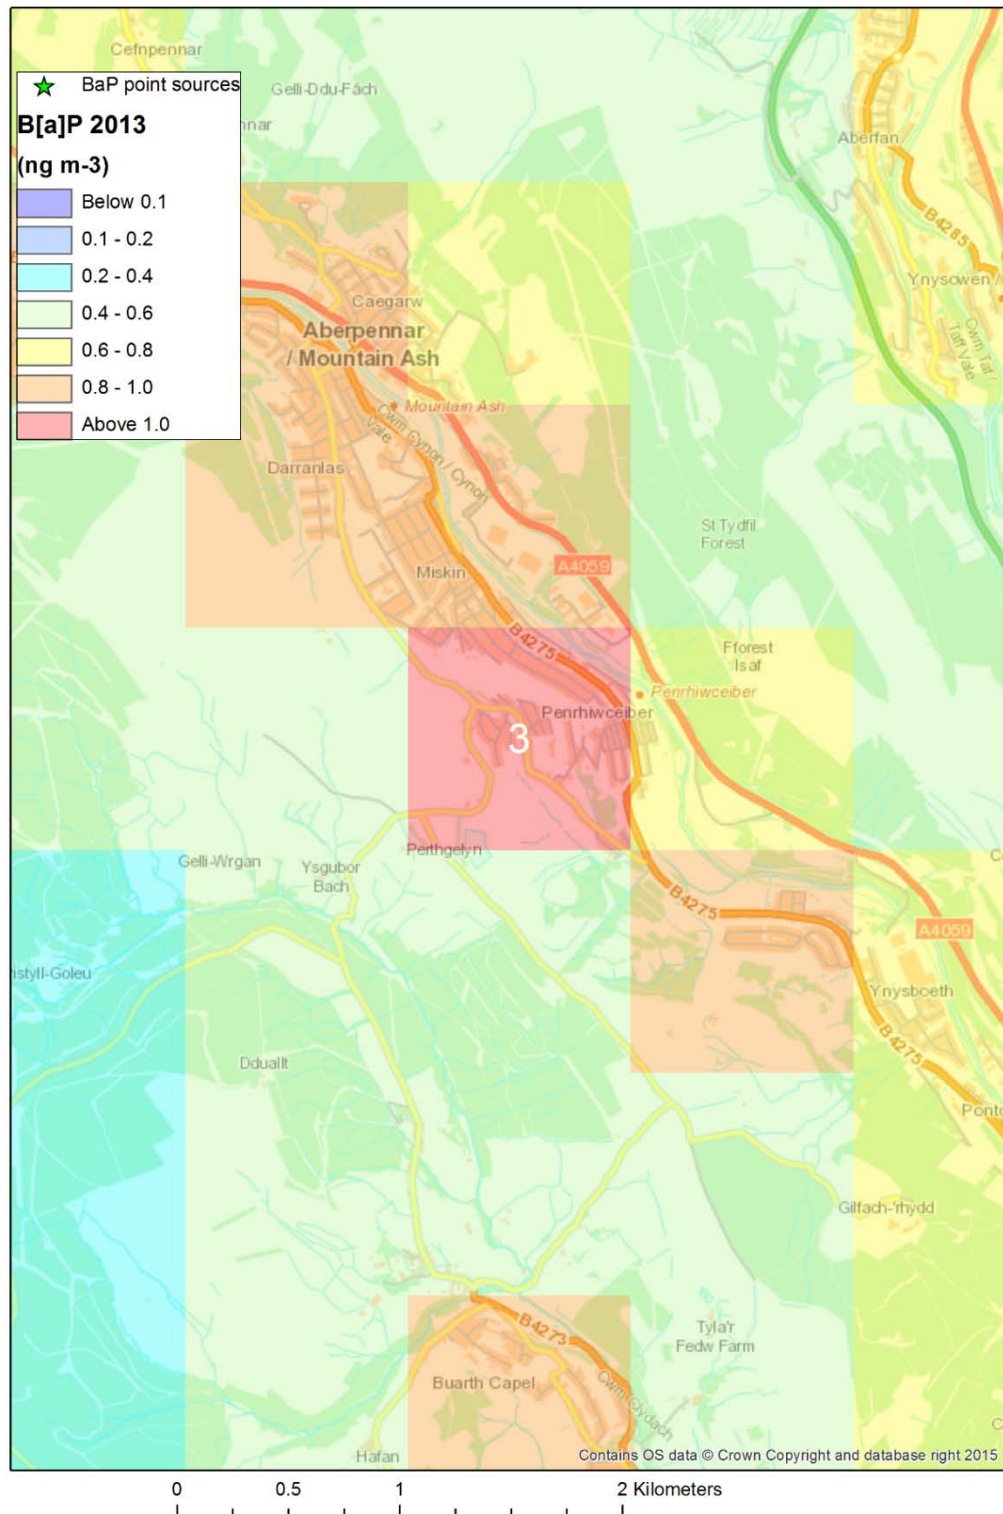 Cefnpennar
BaP point sources
B[a]P 2013
(ng m-3)
Below 0.1
0.1 - 0.2
0.2 - 0.4
0.4 - 0.6
0.6 - 0.8
0.8 - 1.0
Above 1.0
Gelli-Ddu-Fâch
nnar
Aberfan
B4285
Ynysowen /
Cwm Taf /
Taff Vale
Caegarw
Aberpennar
/ Mountain Ash
Mountain Ash
Cwm Cynon / Cynon
Vale
Darranlas
St Tydfil
Forest
A4059
Miskin
B4275
Fforest
Isaf
Penrhiwceiber
Penrhiwceiber
3
Perthgelyn
Gelli-Wrgan
Ysgubor
Bach
B4275
A4059
nstyll-Goleu
Ynysboeth
B4275
Dduallt
Pontc
Gilfach-'rhydd
B4273
Tyla'r
Fedw Farm
Buarth Capel
Cwm Clydach
Hafan
Contains OS data © Crown Copyright and database right 2015
0 0.5 1 2 Kilometers